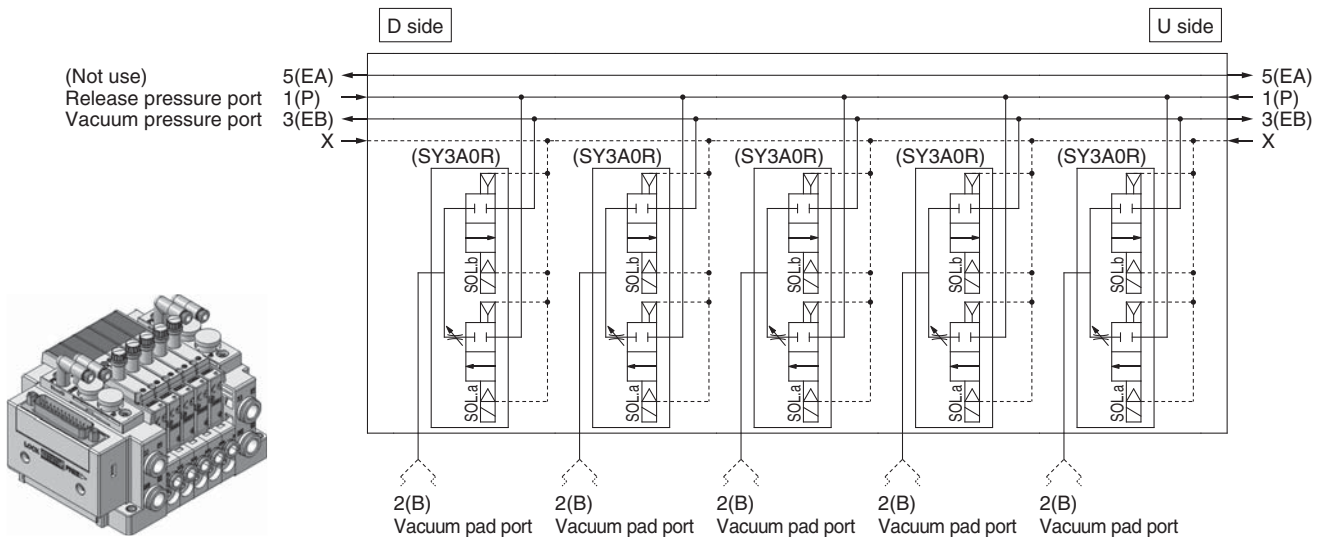 D side
U side
(Not use)
5(EA)
5(EA)
Release pressure port
1(P)
1(P)
Vacuum pressure port
3(EB)
3(EB)
X
X
(SY3A0R)
(SY3A0R)
(SY3A0R)
(SY3A0R)
(SY3A0R)
SOL.b
SOL.b
SOL.b
SOL.b
SOL.b
SOL.a
SOL.a
SOL.a
SOL.a
SOL.a
2(B)
2(B)
2(B)
2(B)
2(B)
Vacuum pad port
Vacuum pad port
Vacuum pad port
Vacuum pad port
Vacuum pad port